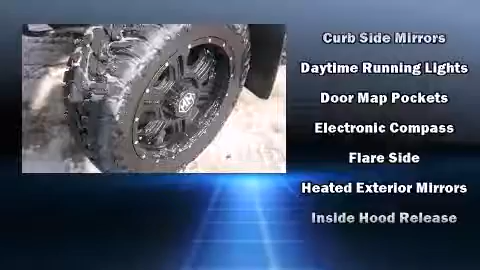 Curb Side Mirrors
Daytime Running Lights
Door Map Pockets
Electronic Compass
Flare Side
Heated Exterior Mirrors
Inside Hood Release